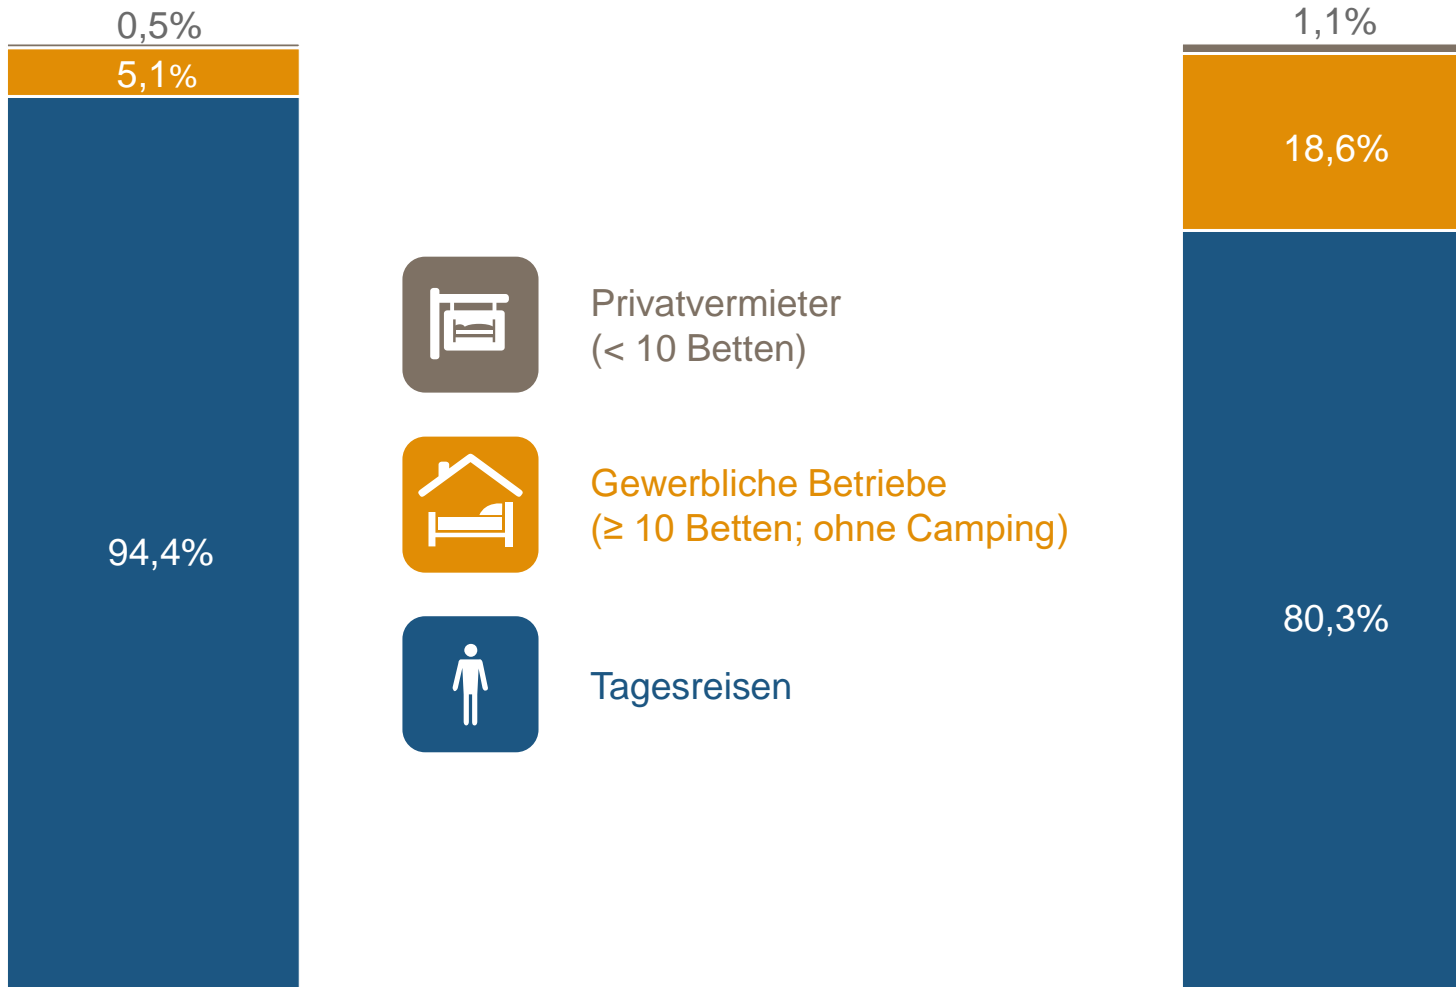 0,5%
5,1%
94,4%
Privatvermieter
(< 10 Betten)
Gewerbliche Betriebe
(≥ 10 Betten; ohne Camping)
Tagesreisen
1,1%
18,6%
80,3%